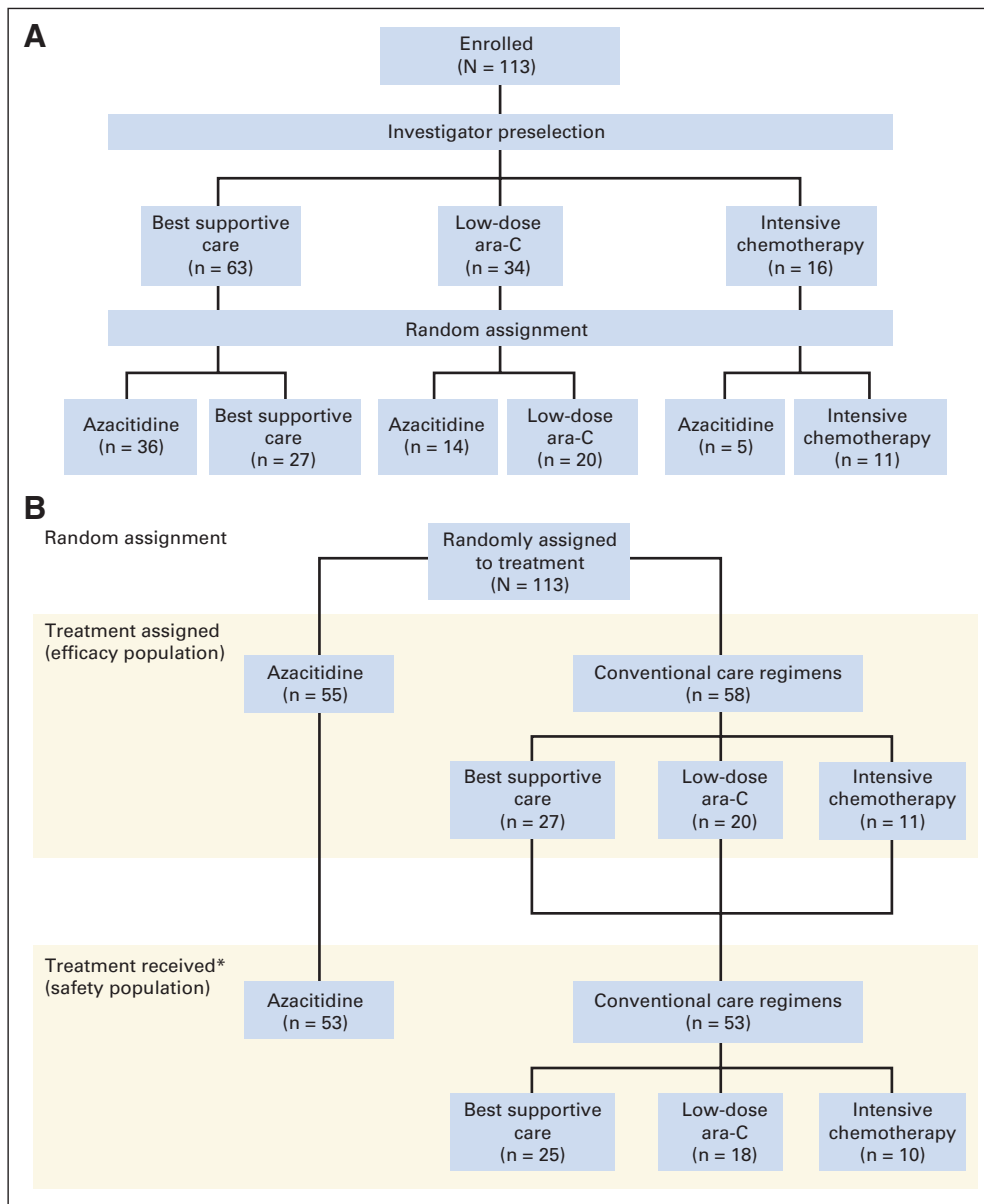 A
Enrolled
(N = 113)
Investigator preselection
Best supportive
care
(n = 63)
Low-dose
ara-C
(n = 34)
Intensive
chemotherapy
(n = 16)
Random assignment
Azacitidine
(n = 36)
Best supportive
care
(n = 27)
Azacitidine
(n = 14)
Low-dose
ara-C
(n = 20)
Azacitidine
(n = 5)
Intensive
chemotherapy
(n = 11)
B
Random assignment
Randomly assigned
to treatment
(N = 113)
Treatment assigned
(efficacy population)
Azacitidine
(n = 55)
Conventional care regimens
(n = 58)
Best supportive
care
(n = 27)
Low-dose
ara-C
(n = 20)
Intensive
chemotherapy
(n = 11)
Treatment received*
(safety population)
Azacitidine
(n = 53)
Conventional care regimens
(n = 53)
Best supportive
care
(n = 25)
Low-dose
ara-C
(n = 18)
Intensive
chemotherapy
(n = 10)